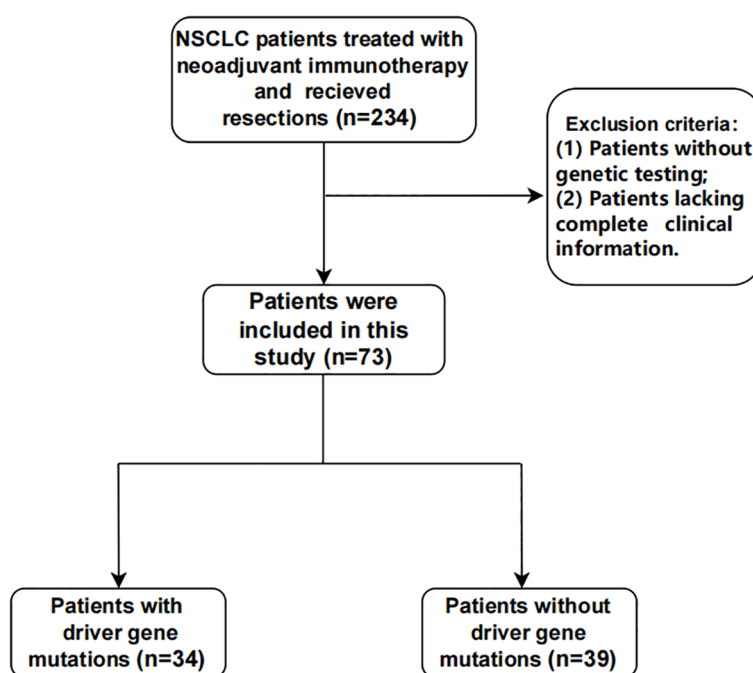 NSCLC patients treated with
neoadjuvant immunotherapy
and recieved
resections (n=234)
Exclusion criteria:
(1) Patients without
genetic testing;
(2) Patients lacking
complete clinical
information.
Patients were
included in this
study (n=73)
Patients with
driver gene
mutations (n=34)
Patients without
driver gene
mutations (n=39)